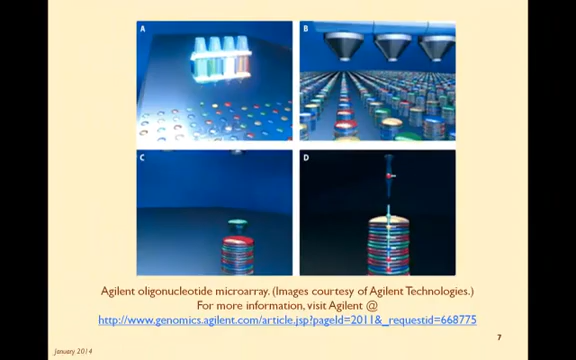 A
B
C
D
Agilent oligonucleotide microarray. (Images courtesy of Agilent Technologies.)
For more information, visit Agilent @
http://www.genomics.agilent.com/article.jsp?pageId=2011&_requestid=668775
7
January 2014